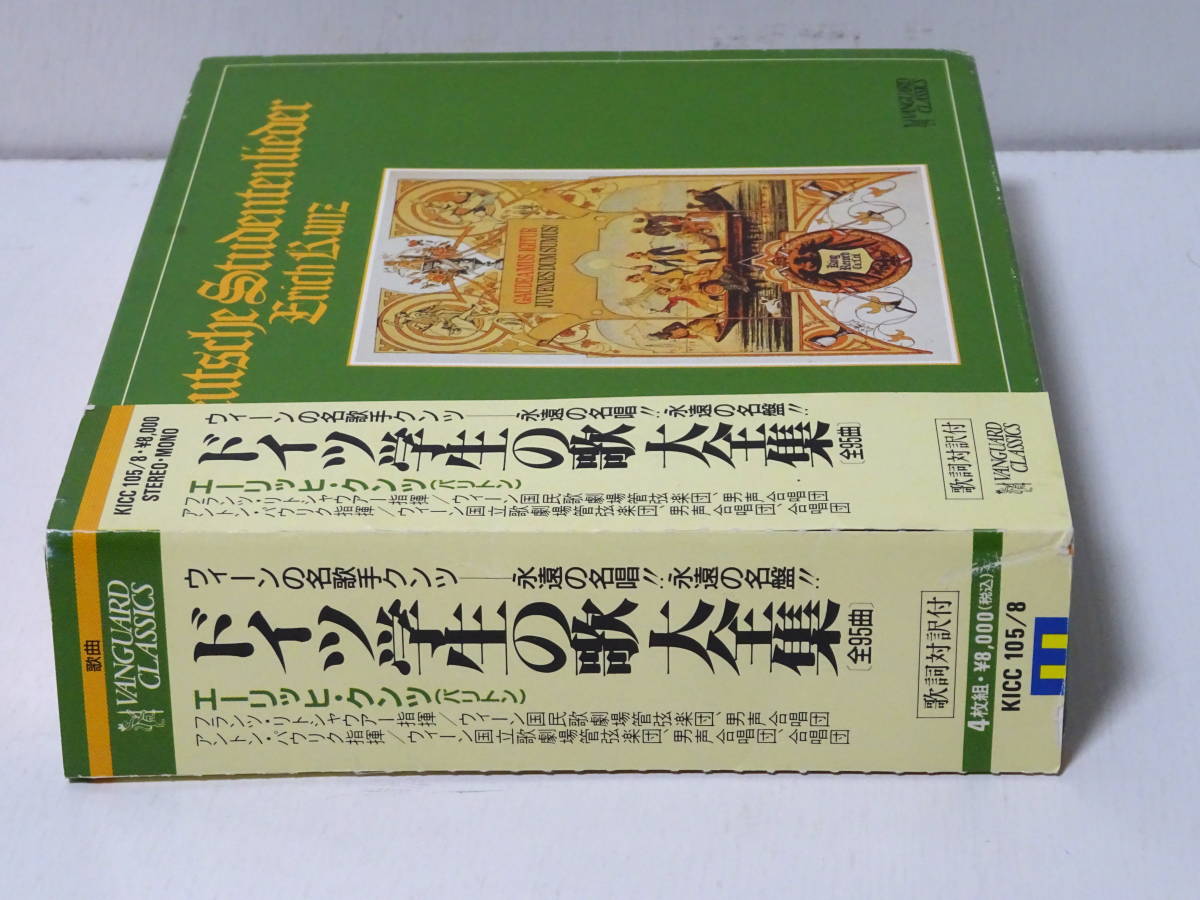 VANGUARD
CLASSICS
eutsche Studentenlieder
Erich Kunz
GAUDEAMUS IGITUR
JUVENES DUM SUMUS
KICC 105/8・¥8,000
STEREO・MONO
ウィーンの名歌手クンツ――永遠の名唱!!永遠の名盤!!
ドイツ学生の歌 大全集[全95曲]
エーリッヒ・クンツ(バリトン)
フランツ・リトシャウアー指揮/ウィーン国民歌劇場管弦楽団、男声合唱団
アントン・パウリク指揮/ウィーン国立歌劇場管弦楽団、男声合唱団、合唱団
歌詞対訳付
VANGUARD
CLASSICS
歌曲
VANGUARD
CLASSICS
ウィーンの名歌手クンツ――永遠の名唱!!永遠の名盤!!
ドイツ学生の歌 大全集[全95曲]
エーリッヒ・クンツ(バリトン)
フランツ・リトシャウアー指揮/ウィーン国民歌劇場管弦楽団、男声合唱団
アントン・パウリク指揮/ウィーン国立歌劇場管弦楽団、男声合唱団、合唱団
歌詞対訳付
4枚組・¥8,000(税込)
KICC 105/8